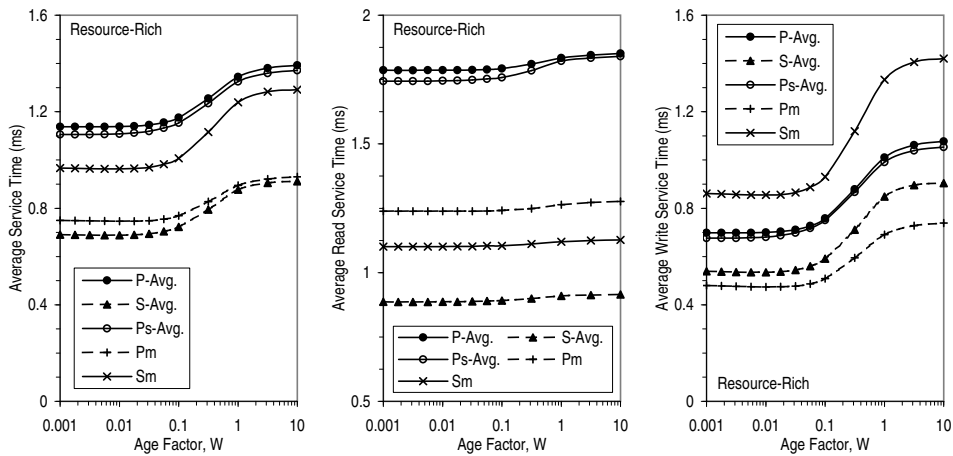 Resource-Rich
Average Service Time (ms)
1.6
1.2
0.8
0.4
0
P-Avg.
S-Avg.
Ps-Avg.
Pm
Sm
0.001 0.01 0.1 1 10
Age Factor, W
Resource-Rich
Average Read Service Time (ms)
2
1.5
1
0.5
P-Avg. S-Avg.
Ps-Avg. Pm
Sm
0.001 0.01 0.1 1 10
Age Factor, W
Average Write Service Time (ms)
1.6
1.2
0.8
0.4
0
P-Avg.
S-Avg.
Ps-Avg.
Pm
Sm
Resource-Rich
0.001 0.01 0.1 1 10
Age Factor, W